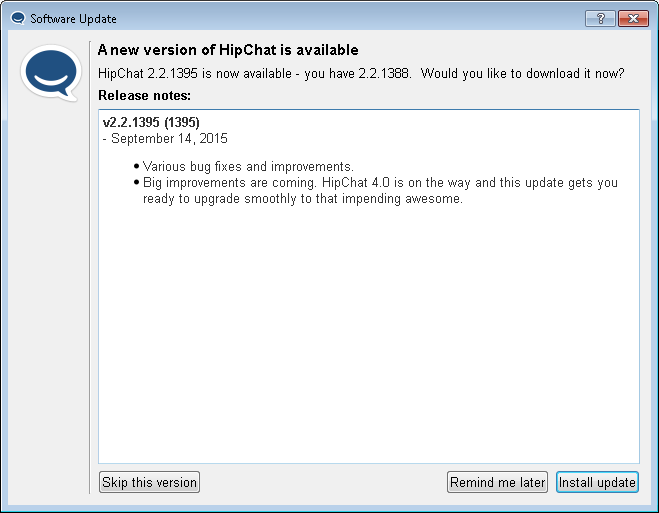 Software Update
?
A new version of HipChat is available
HipChat 2.2.1395 is now available - you have 2.2.1388.  Would you like to download it now?
Release notes:
v2.2.1395 (1395)
- September 14, 2015
• Various bug fixes and improvements.
• Big improvements are coming. HipChat 4.0 is on the way and this update gets you
ready to upgrade smoothly to that impending awesome.
Skip this version
Remind me later
Install update